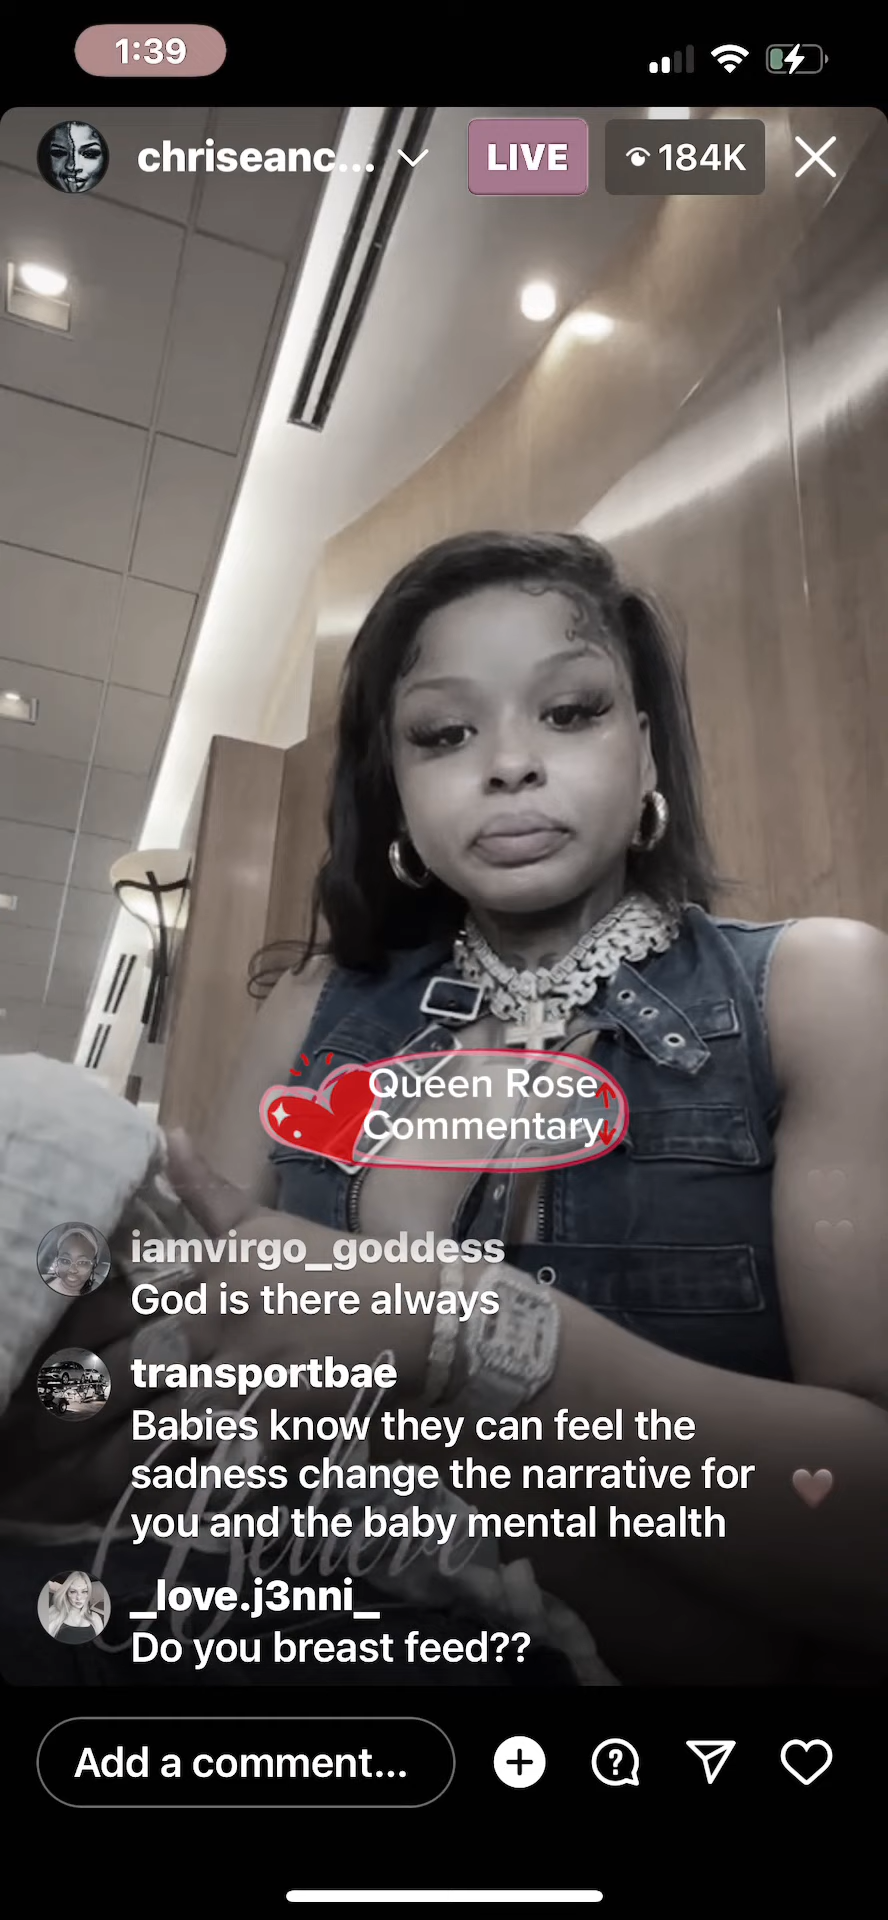 1:39
chriseanc...
LIVE
184K
Queen Rose
Commentary
iamvirgo_goddess
God is there always
transportbae
Babies know they can feel the
sadness change the narrative for
you and the baby mental health
Believe
_love.j3nni_
Do you breast feed??
Add a comment...